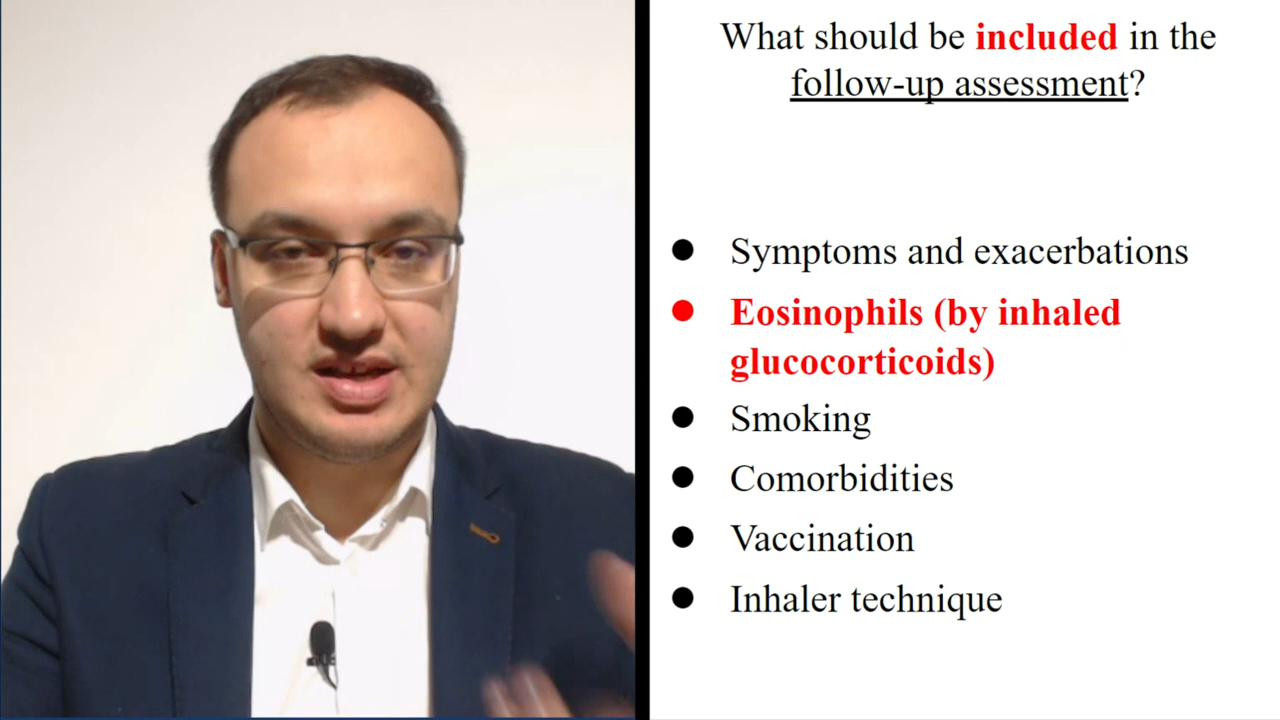 What should be included in the
follow-up assessment?
● Symptoms and exacerbations
● Eosinophils (by inhaled
glucocorticoids)
● Smoking
● Comorbidities
● Vaccination
● Inhaler technique